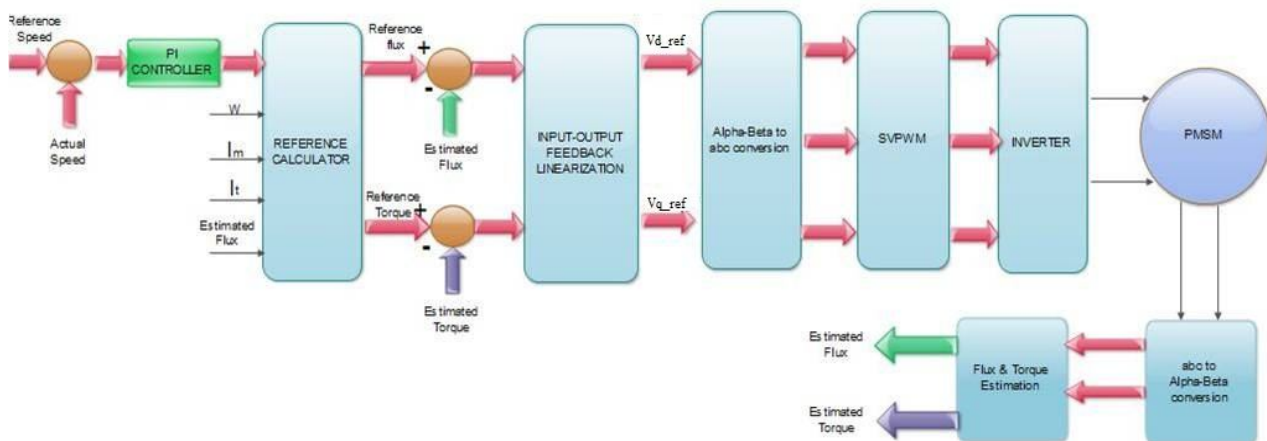 Reference
Speed
Actual
Speed
PI
CONTROLLER
W
I_m
I_t
Estimated
Flux
REFERENCE
CALCULATOR
Reference
flux
+
-
Estimated
Flux
Reference
Torque
+
-
Estimated
Torque
INPUT-OUTPUT
FEEDBACK
LINEARIZATION
Vd_ref
Vq_ref
Alpha-Beta to
abc conversion
SVPWM
INVERTER
PMSM
abc to
Alpha-Beta
conversion
Flux & Torque
Estimation
Estimated
Flux
Estimated
Torque